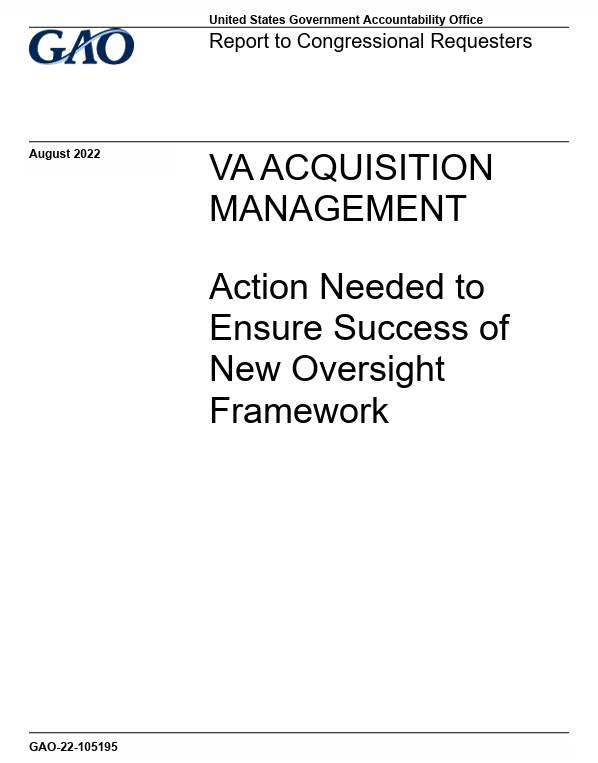 United States Government Accountability Office
GAO
Report to Congressional Requesters
August 2022
VA ACQUISITION
MANAGEMENT
Action Needed to
Ensure Success of
New Oversight
Framework
GAO-22-105195